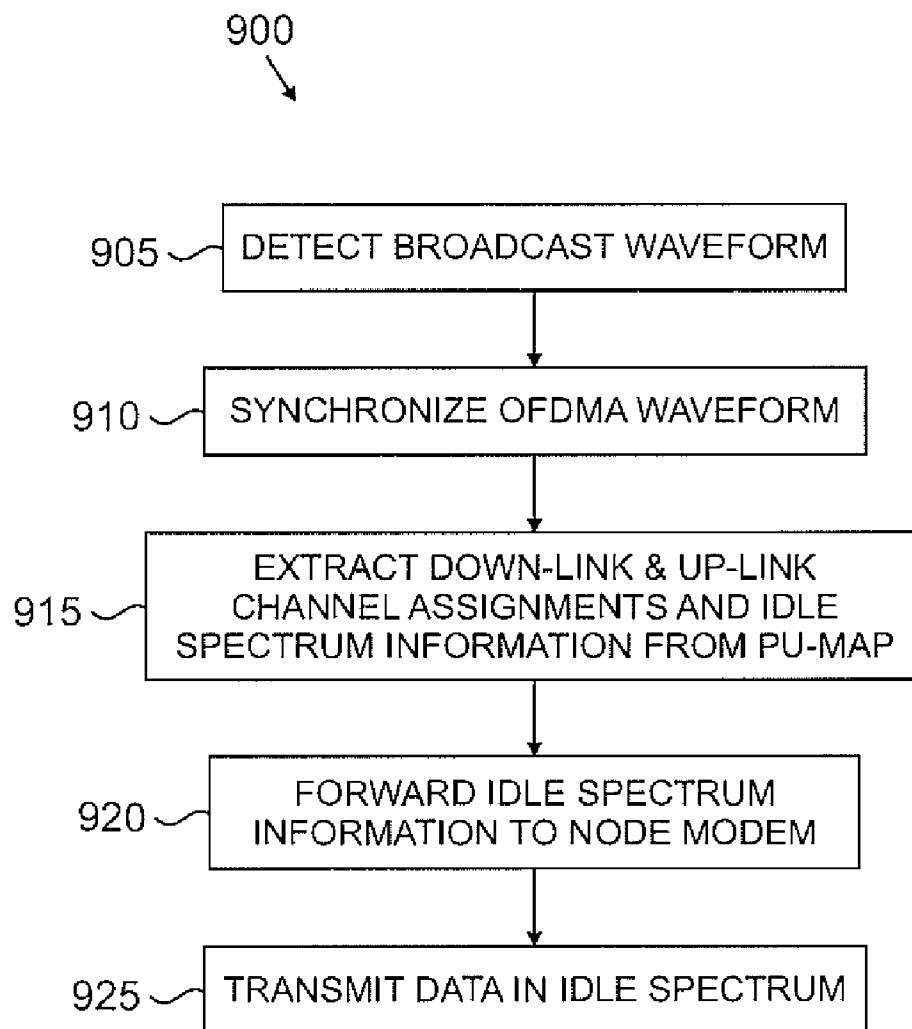 900
905
DETECT BROADCAST WAVEFORM
910
SYNCHRONIZE OFDMA WAVEFORM
915
EXTRACT DOWN-LINK & UP-LINK
CHANNEL ASSIGNMENTS AND IDLE
SPECTRUM INFORMATION FROM PU-MAP
920
FORWARD IDLE SPECTRUM
INFORMATION TO NODE MODEM
925
TRANSMIT DATA IN IDLE SPECTRUM